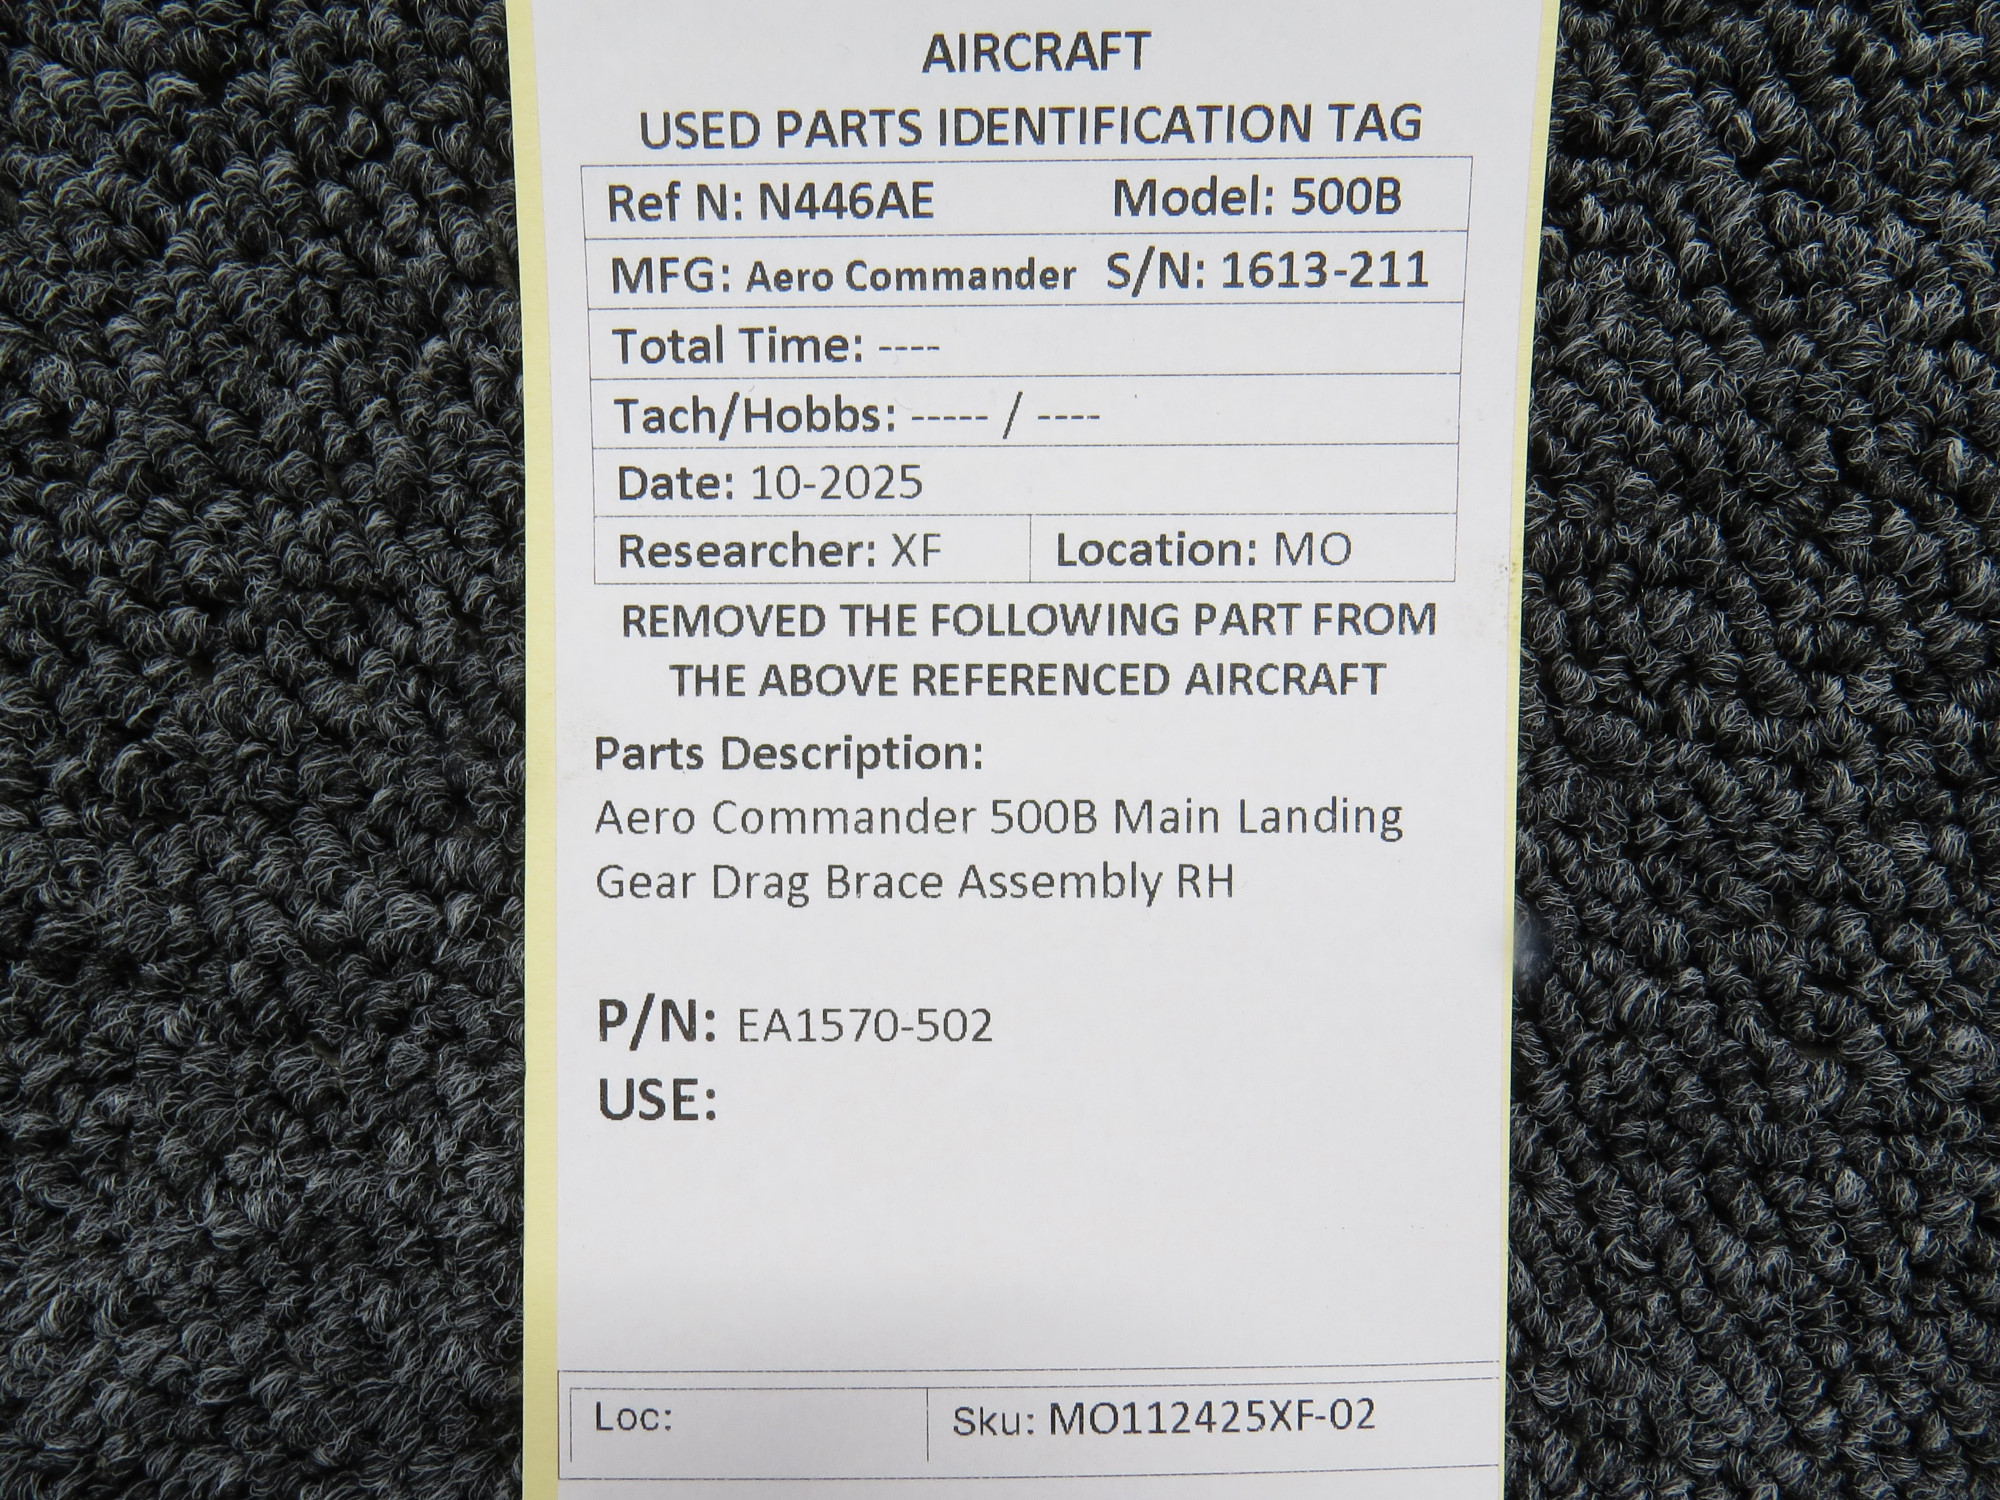 AIRCRAFT
USED PARTS IDENTIFICATION TAG
Ref N: N446AE Model: 500B
MFG: Aero Commander S/N: 1613-211
Total Time: ----
Tach/Hobbs: ----- / ----
Date: 10-2025
Researcher: XF Location: MO
REMOVED THE FOLLOWING PART FROM
THE ABOVE REFERENCED AIRCRAFT
Parts Description:
Aero Commander 500B Main Landing
Gear Drag Brace Assembly RH
P/N: EA1570-502
USE:
Loc: Sku: MO112425XF-02